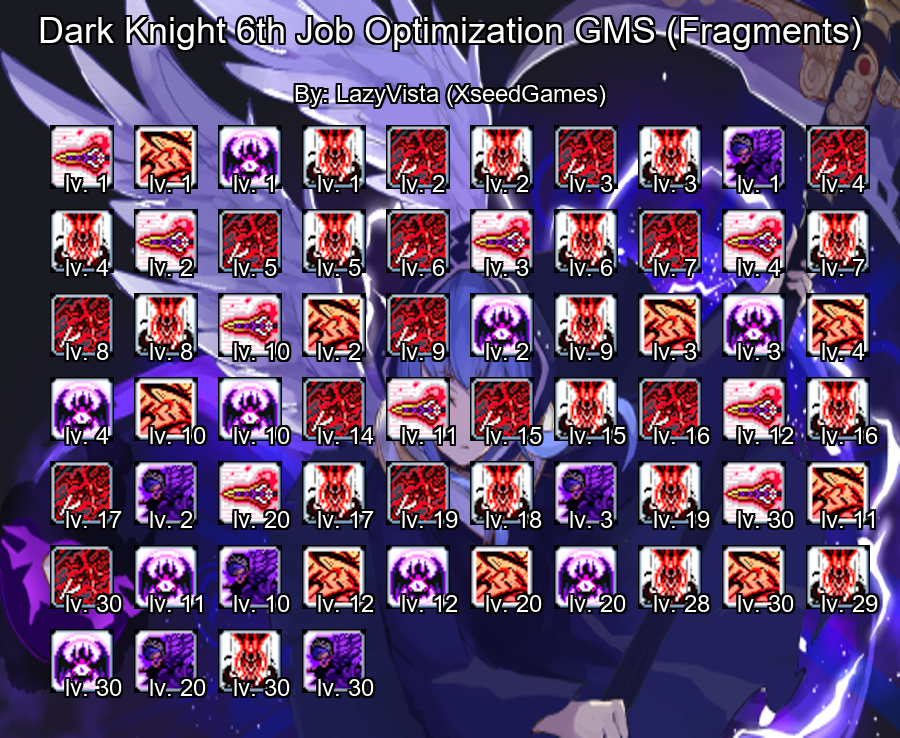 Dark Knight 6th Job Optimization GMS (Fragments)
By: LazyVista (XseedGames)
lv. 1 lv. 1 lv. 1 lv. 1 lv. 2 lv. 2 lv. 3 lv. 3 lv. 1 lv. 4
lv. 4 lv. 2 lv. 5 lv. 5 lv. 6 lv. 3 lv. 6 lv. 7 lv. 4 lv. 7
lv. 8 lv. 8 lv. 10 lv. 2 lv. 9 lv. 2 lv. 9 lv. 3 lv. 3 lv. 4
lv. 4 lv. 10 lv. 10 lv. 14 lv. 11 lv. 15 lv. 15 lv. 16 lv. 12 lv. 16
lv. 17 lv. 2 lv. 20 lv. 17 lv. 19 lv. 18 lv. 3 lv. 19 lv. 30 lv. 11
lv. 30 lv. 11 lv. 10 lv. 12 lv. 12 lv. 20 lv. 20 lv. 28 lv. 30 lv. 29
lv. 30 lv. 20 lv. 30 lv. 30